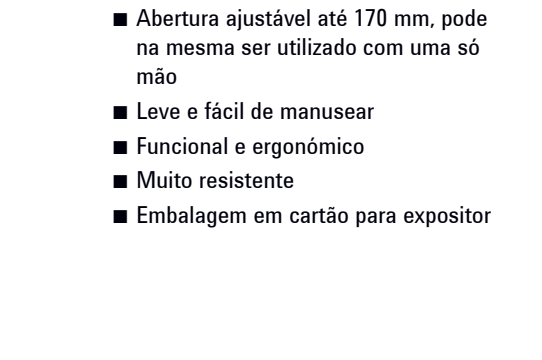 ■ Abertura ajustável até 170 mm, pode
na mesma ser utilizado com uma só
mão
■ Leve e fácil de manusear
■ Funcional e ergonómico
■ Muito resistente
■ Embalagem em cartão para expositor